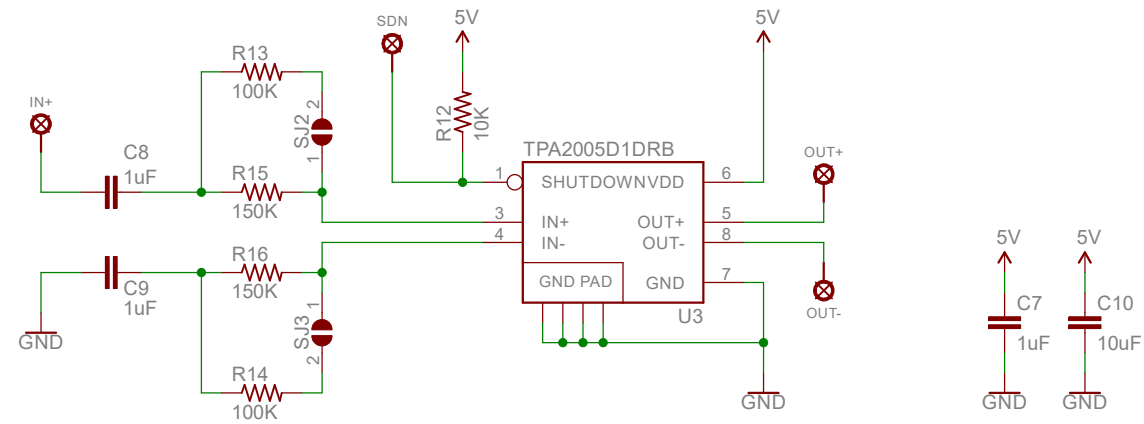 SDN
5V
5V
R13
100K
IN+
2
SJ2
1
R12
10K
C8
1uF
R15
150K
TPA2005D1DRB
1
SHUTDOWNVDD
6
OUT+
3
IN+
OUT+
5
4
IN-
OUT-
8
GND PAD
GND
7
U3
OUT-
R16
150K
C9
1uF
GND
1
SJ3
2
R14
100K
GND
5V
C7
1uF
GND
5V
C10
10uF
GND